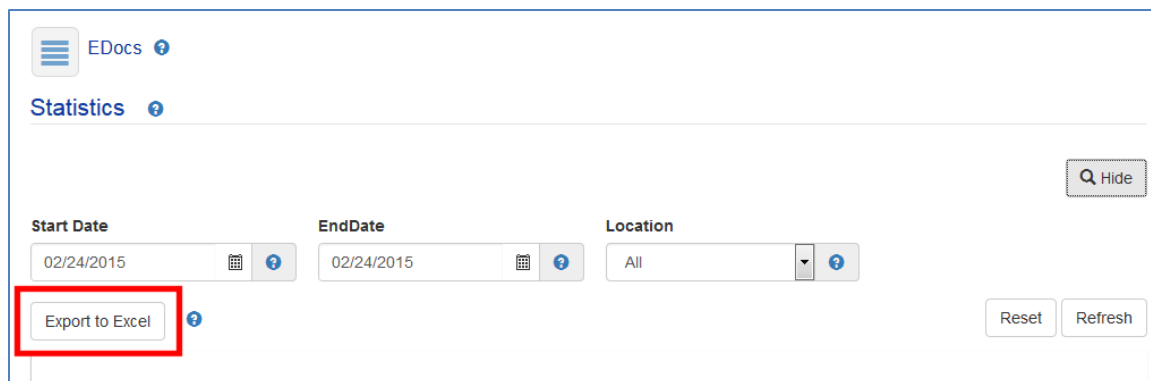 EDocs
Statistics
Hide
Start Date EndDate Location
02/24/2015 02/24/2015 All
Export to Excel Reset Refresh